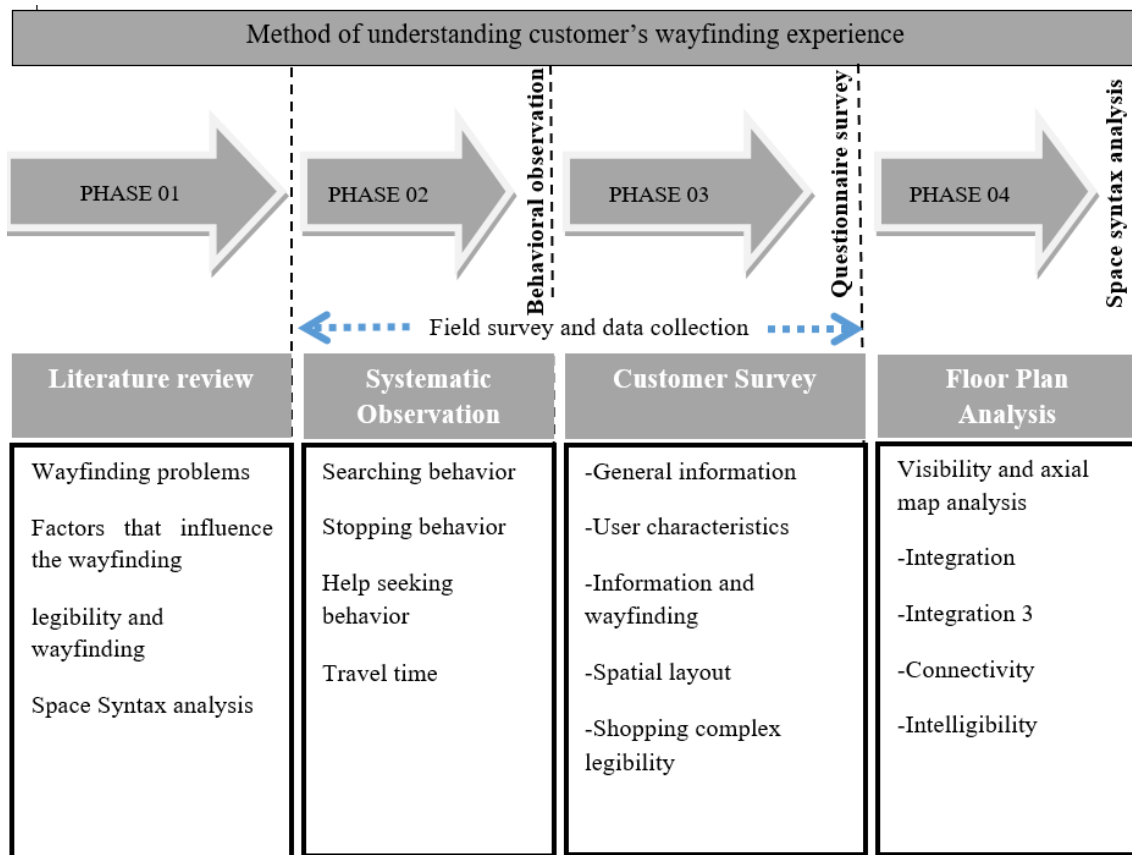 Method of understanding customer's wayfinding experience
PHASE 01
PHASE 02
Behavioral observation
PHASE 03
Questionnaire survey
PHASE 04
Space syntax analysis
Field survey and data collection
Literature review
Wayfinding problems
Factors that influence
the wayfinding
legibility and
wayfinding
Space Syntax analysis
Systematic
Observation
Searching behavior
Stopping behavior
Help seeking
behavior
Travel time
Customer Survey
-General information
-User characteristics
-Information and
wayfinding
-Spatial layout
-Shopping complex
legibility
Floor Plan
Analysis
Visibility and axial
map analysis
-Integration
-Integration 3
-Connectivity
-Intelligibility